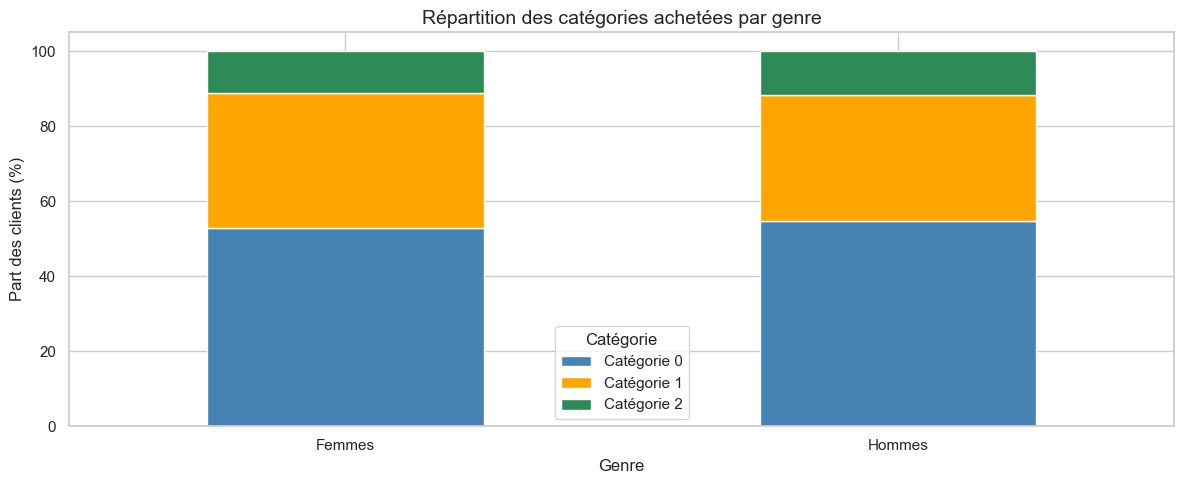 Répartition des catégories achetées par genre
Part des clients (%)
100
80
60
40
20
0
Catégorie
Catégorie 0
Catégorie 1
Catégorie 2
Femmes
Hommes
Genre